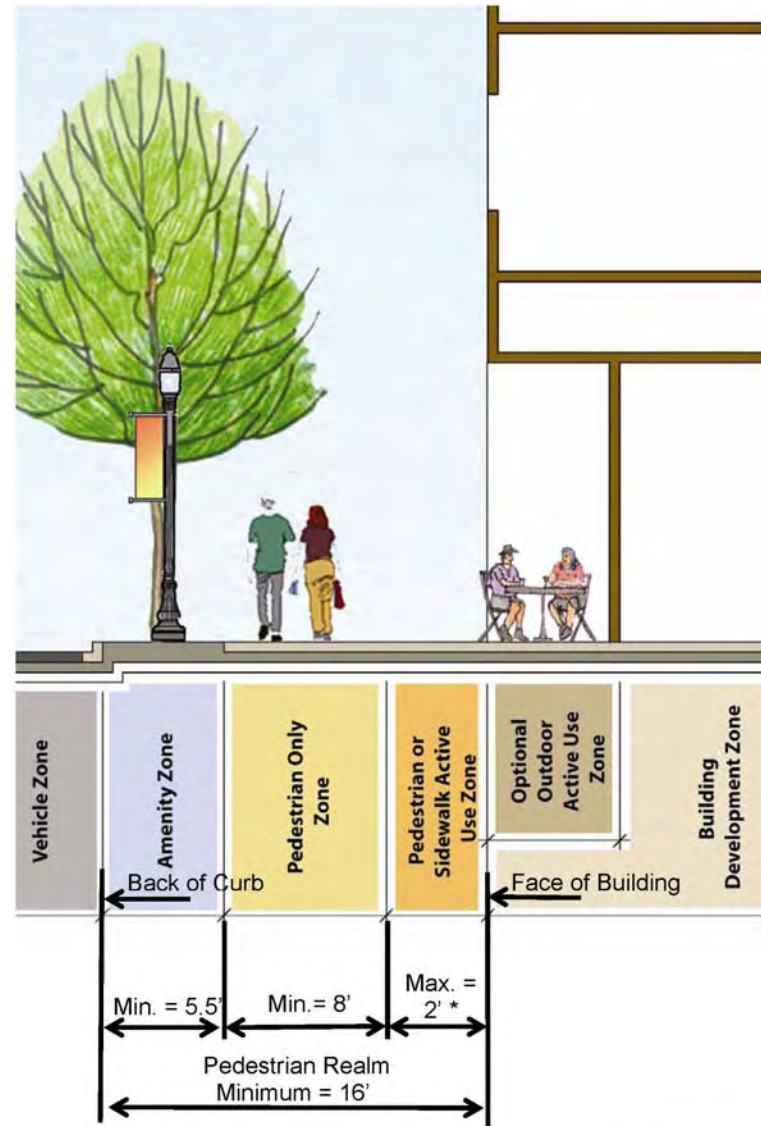 Vehicle Zone
Amenity Zone
Pedestrian Only
Zone
Pedestrian or
Sidewalk Active
Use Zone
Optional
Outdoor
Active Use
Zone
Building
Development Zone
Back of Curb
Face of Building
Min. = 5.5'
Min.= 8'
Max. =
2' *
Pedestrian Realm
Minimum = 16'